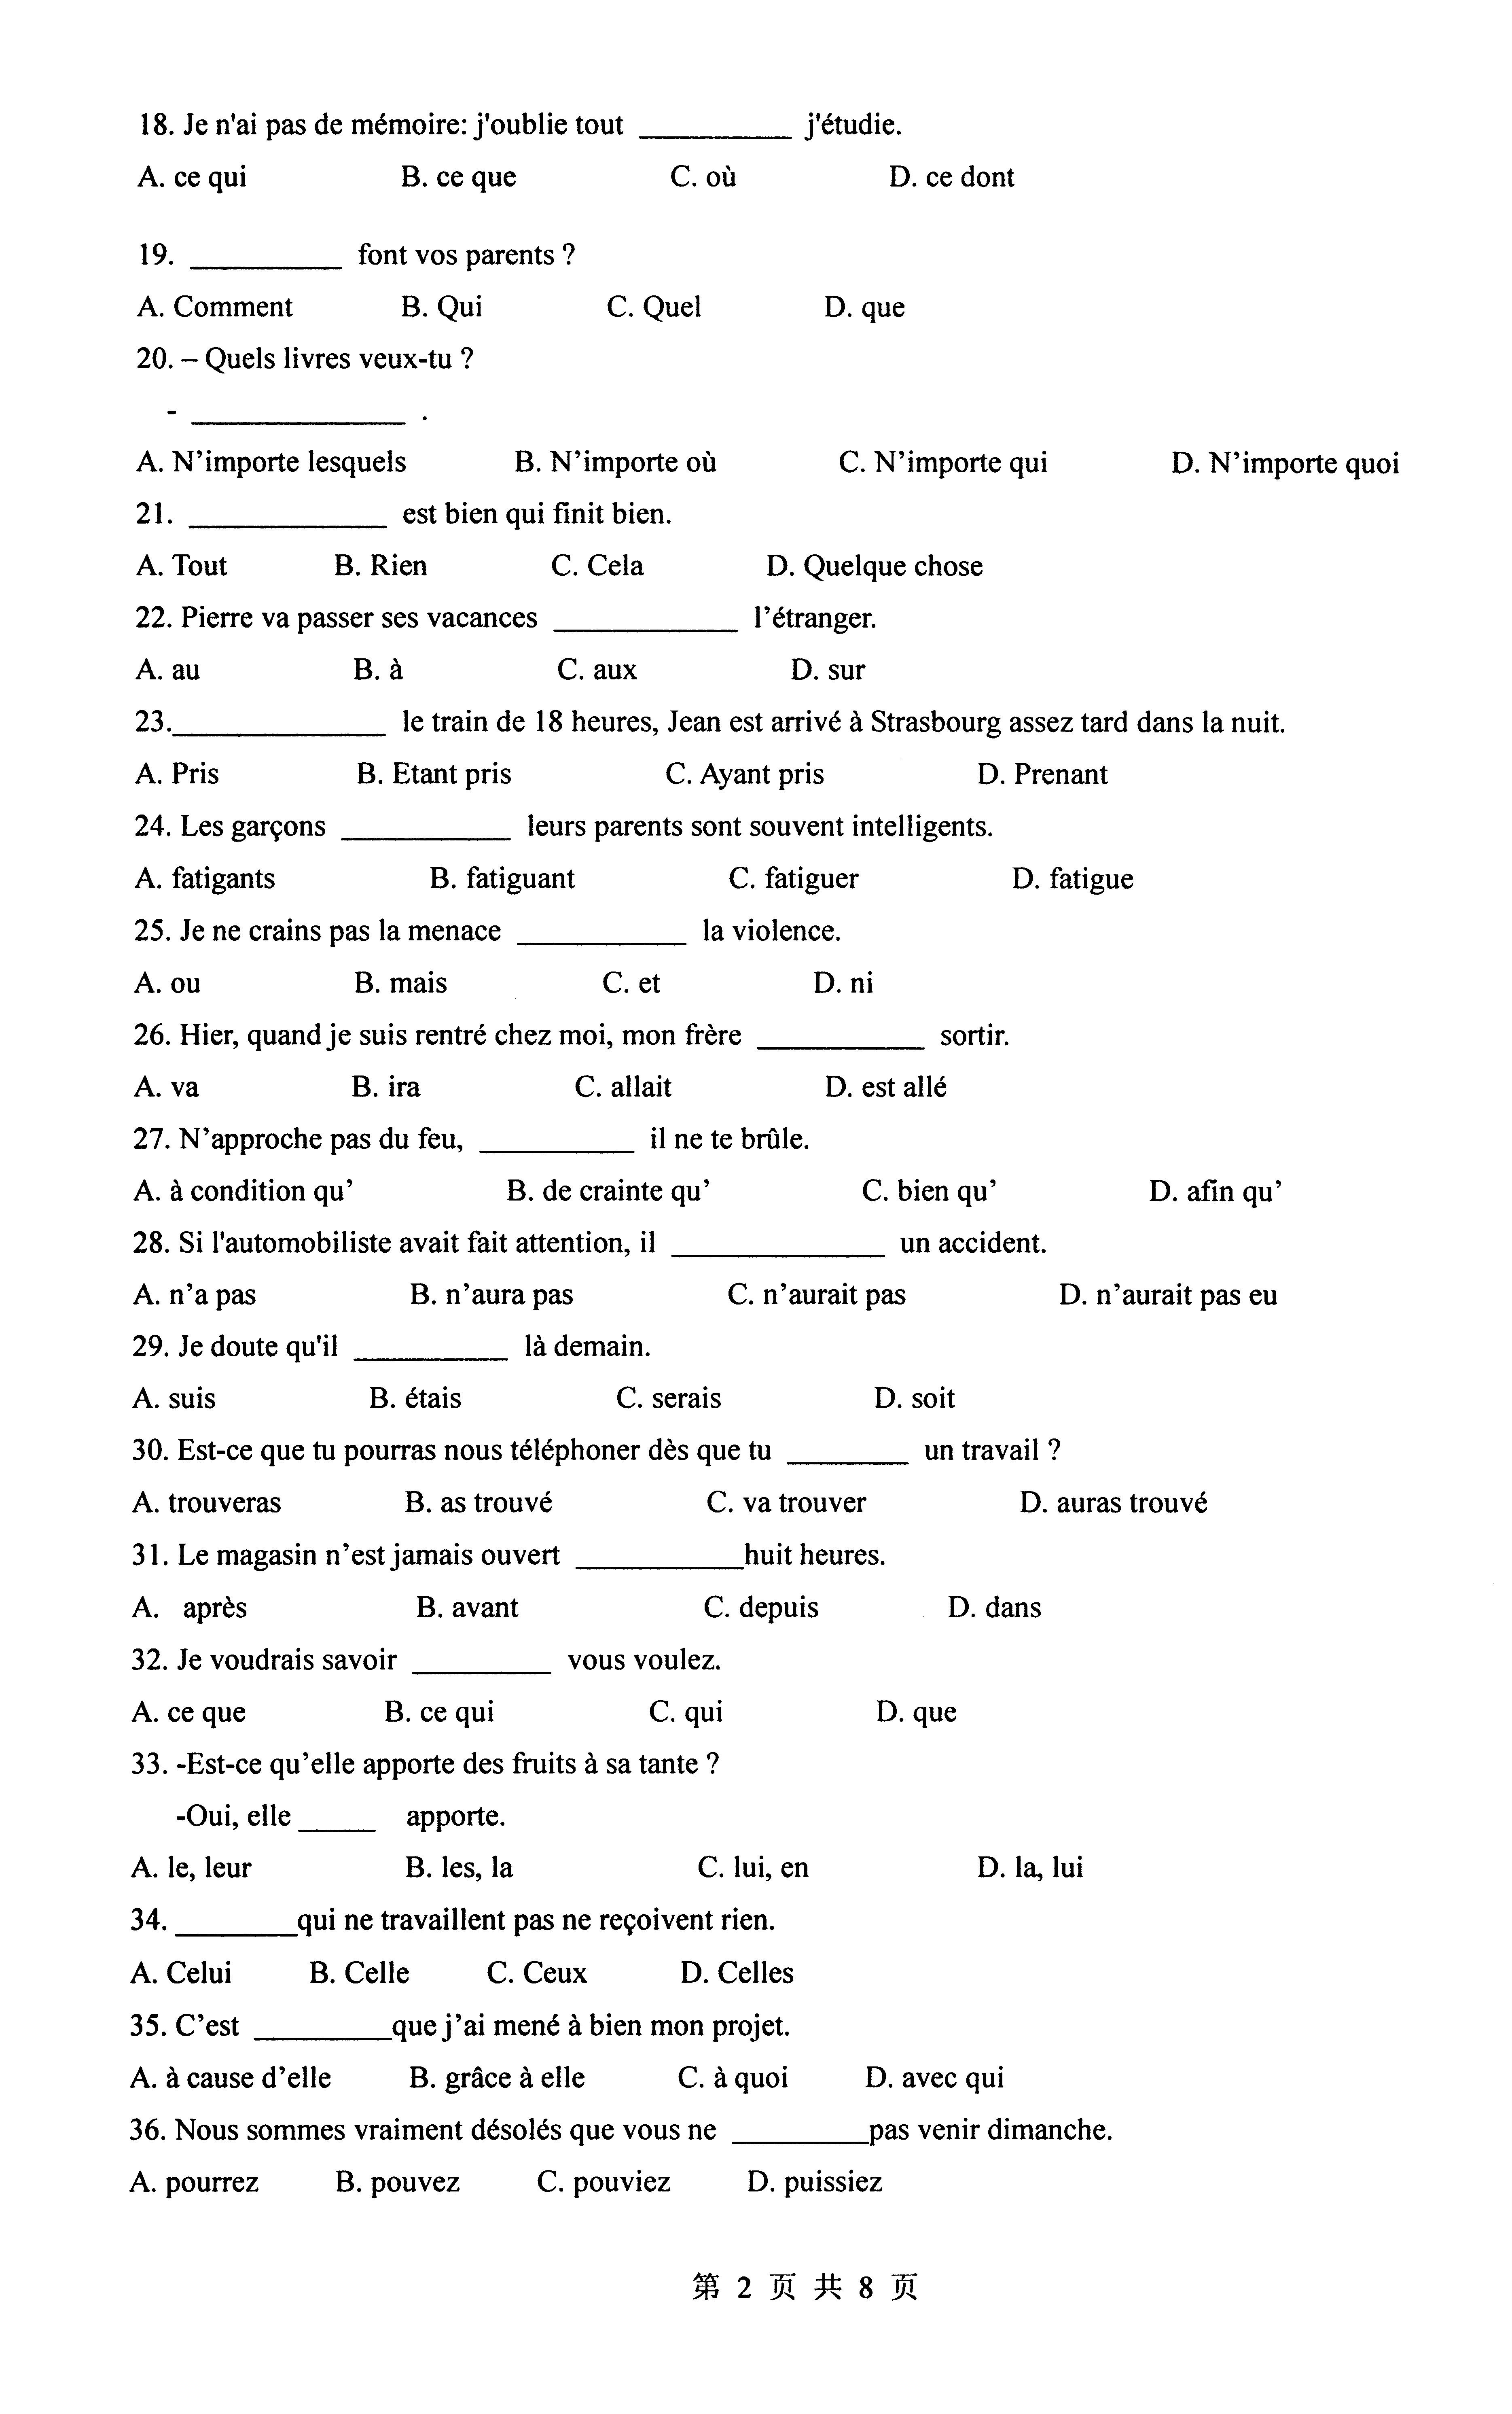 18. Je n'ai pas de mémoire: j'oublie tout __________ j'étudie.
A. ce qui B. ce que C. où D. ce dont
19. __________ font vos parents ?
A. Comment B. Qui C. Quel D. que
20. – Quels livres veux-tu ?
- ______________ .
A. N’importe lesquels B. N’importe où C. N’importe qui D. N’importe quoi
21. _____________ est bien qui finit bien.
A. Tout B. Rien C. Cela D. Quelque chose
22. Pierre va passer ses vacances ____________ l’étranger.
A. au B. à C. aux D. sur
23.______________ le train de 18 heures, Jean est arrivé à Strasbourg assez tard dans la nuit.
A. Pris B. Etant pris C. Ayant pris D. Prenant
24. Les garçons ___________ leurs parents sont souvent intelligents.
A. fatigants B. fatiguant C. fatiguer D. fatigue
25. Je ne crains pas la menace ___________ la violence.
A. ou B. mais C. et D. ni
26. Hier, quand je suis rentré chez moi, mon frère ___________ sortir.
A. va B. ira C. allait D. est allé
27. N’approche pas du feu, __________ il ne te brûle.
A. à condition qu’ B. de crainte qu’ C. bien qu’ D. afin qu’
28. Si l'automobiliste avait fait attention, il ______________ un accident.
A. n’a pas B. n’aura pas C. n’aurait pas D. n’aurait pas eu
29. Je doute qu'il __________ là demain.
A. suis B. étais C. serais D. soit
30. Est-ce que tu pourras nous téléphoner dès que tu ________ un travail ?
A. trouveras B. as trouvé C. va trouver D. auras trouvé
31. Le magasin n’est jamais ouvert ___________huit heures.
A. après B. avant C. depuis D. dans
32. Je voudrais savoir _________ vous voulez.
A. ce que B. ce qui C. qui D. que
33. -Est-ce qu’elle apporte des fruits à sa tante ?
-Oui, elle _____ apporte.
A. le, leur B. les, la C. lui, en D. la, lui
34. ________qui ne travaillent pas ne reçoivent rien.
A. Celui B. Celle C. Ceux D. Celles
35. C’est _________que j’ai mené à bien mon projet.
A. à cause d’elle B. grâce à elle C. à quoi D. avec qui
36. Nous sommes vraiment désolés que vous ne _________pas venir dimanche.
A. pourrez B. pouvez C. pouviez D. puissiez
第 2 页 共 8 页